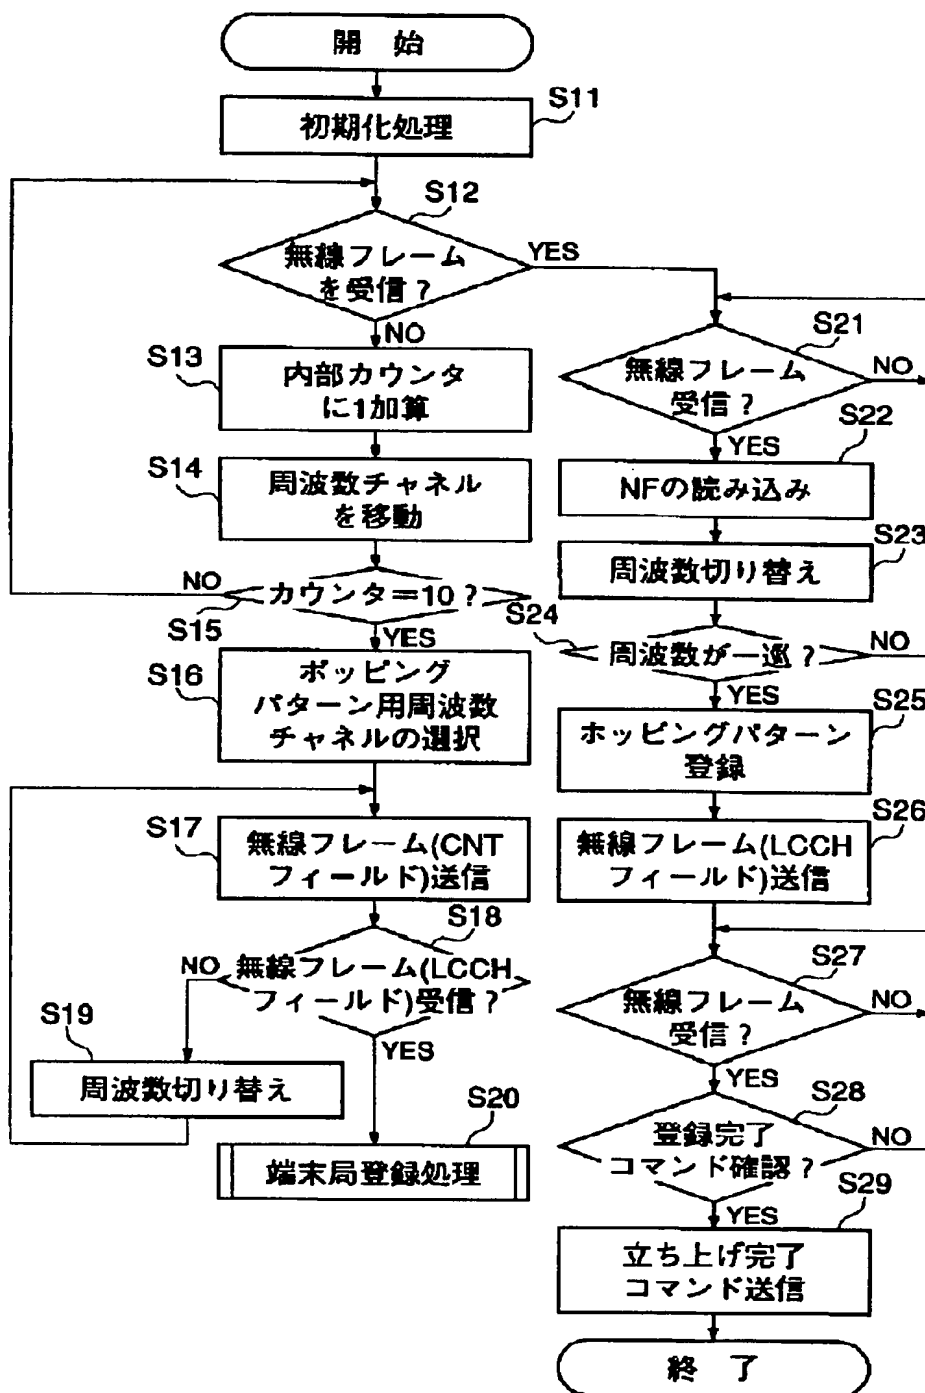 開 始
S11
初期化処理
S12
無線フレーム
を受信？
YES
NO
S13
内部カウンタ
に1加算
S14
周波数チャネル
を移動
NO
カウンタ＝10？
S15
YES
S16
ポッピング
パターン用周波数
チャネルの選択
S17
無線フレーム(CNT
フィールド)送信
S18
NO
無線フレーム(LCCH
フィールド)受信？
YES
S19
周波数切り替え
S20
端末局登録処理
S21
無線フレーム
受信？
NO
YES
S22
NFの読み込み
S23
周波数切り替え
S24
周波数が一巡？
NO
YES
S25
ホッピングパターン
登録
S26
無線フレーム(LCCH
フィールド)送信
S27
無線フレーム
受信？
NO
YES
S28
登録完了
コマンド確認？
NO
YES
S29
立ち上げ完了
コマンド送信
終 了